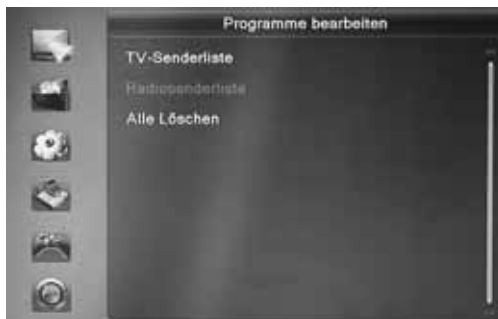 Programme bearbeiten
TV-Senderliste
Radiosenderliste
Alle Löschen